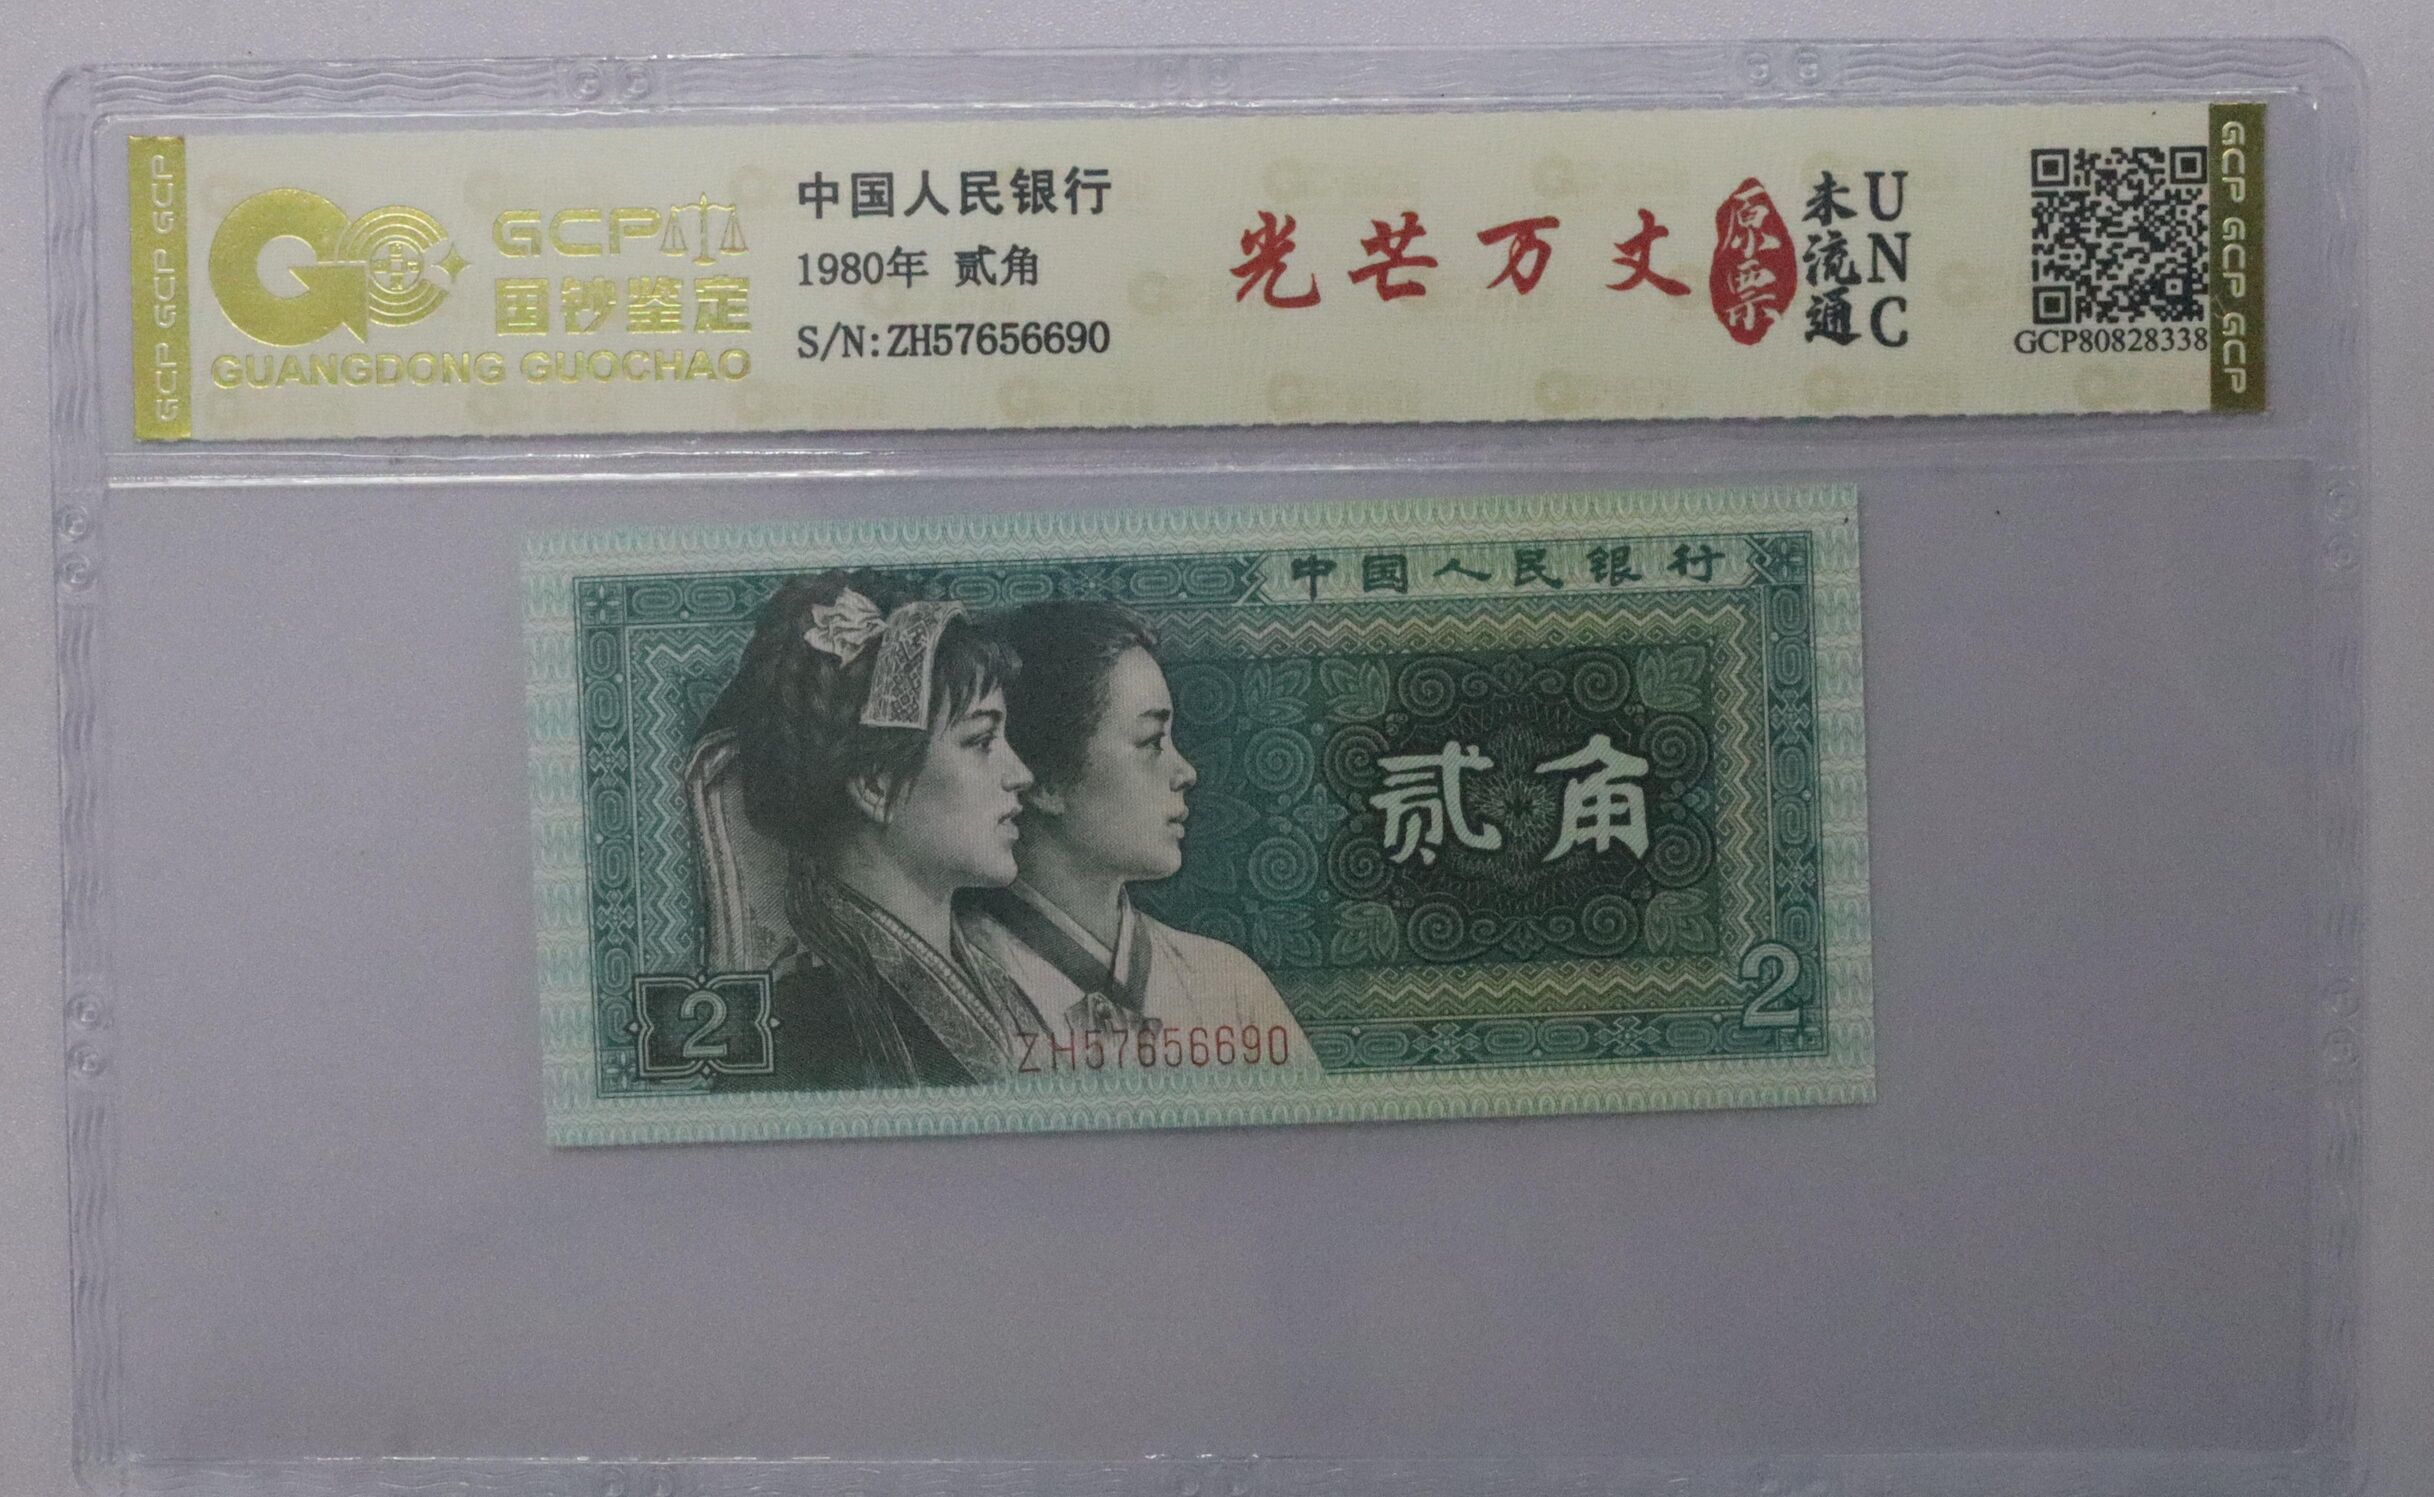 GCP GCP GCP
GCP
国钞鉴定
GUANGDONG GUOCHAO
中国人民银行
1980年 贰角
S/N:ZH57656690
光芒万丈
原票
未流通
UNC
GCP80828338
GCP GCP GCP
中国人民银行
贰角
2
2
ZH57656690